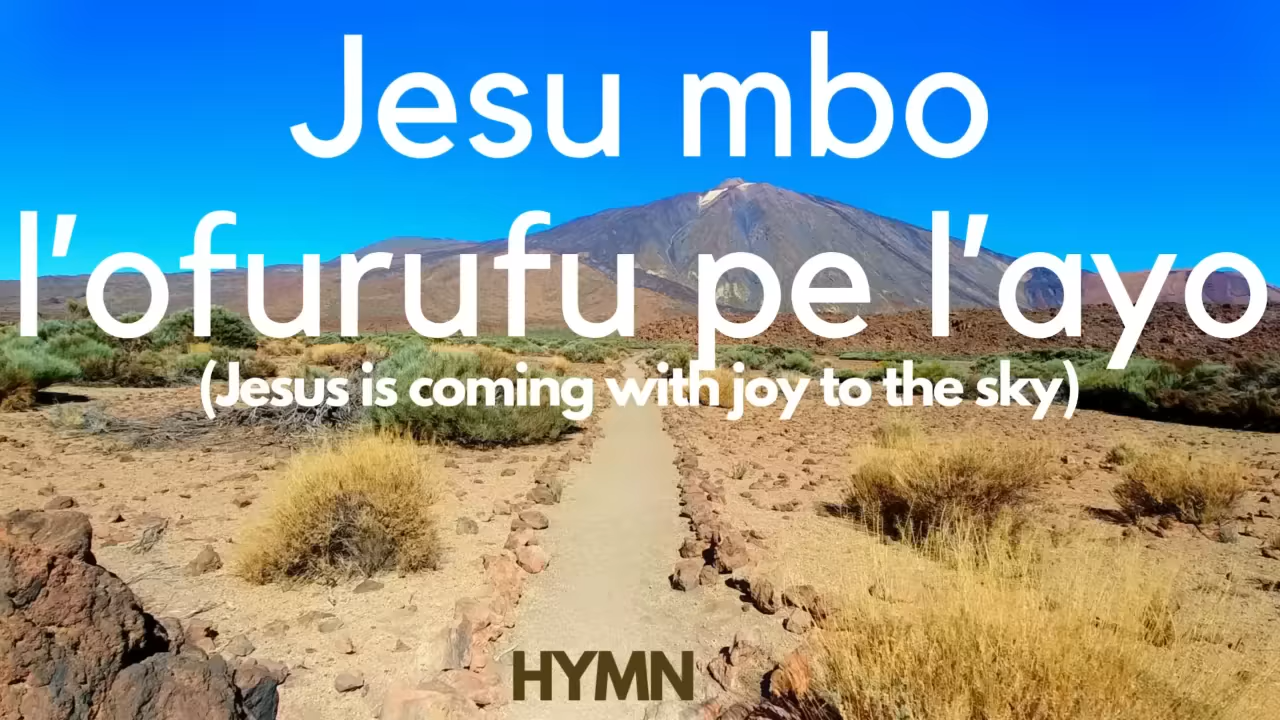 Jesu mbo
l'ofurufu pe l'ayo
(Jesus is coming with joy to the sky)
HYMN